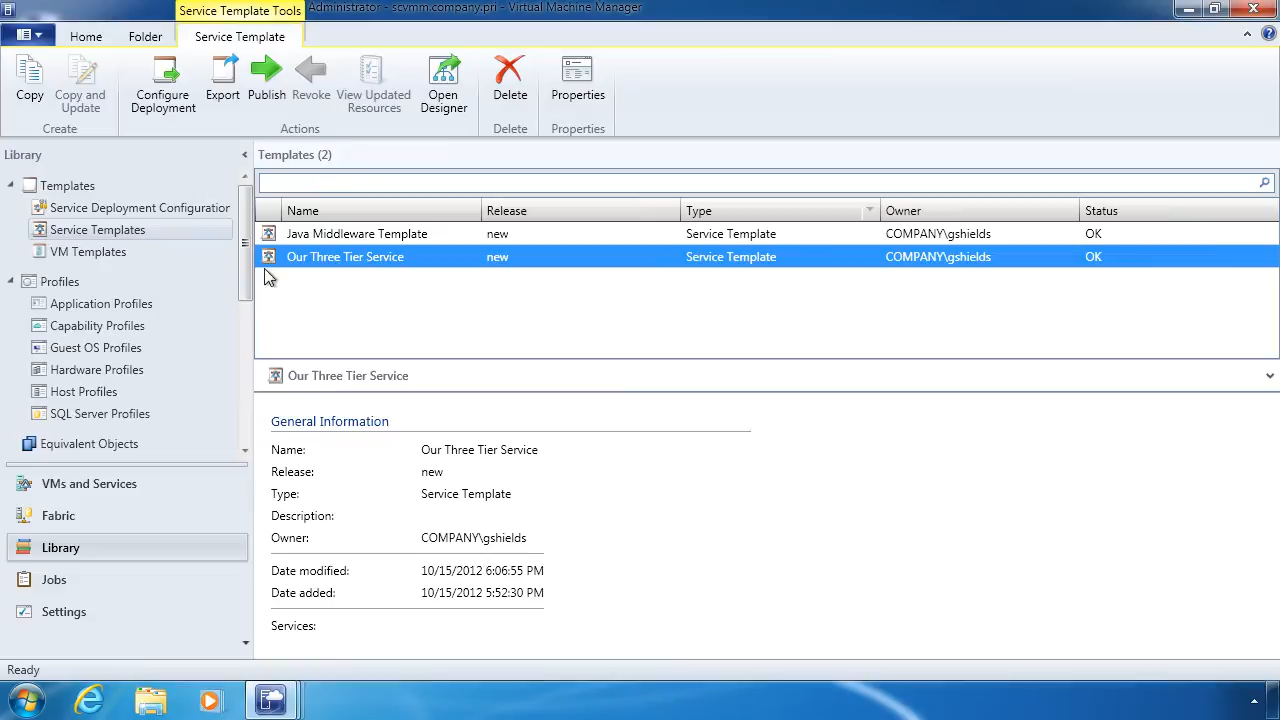 Service Template Tools
Administrator - scvmm.company.pri - Virtual Machine Manager
Home
Folder
Service Template
Copy
Copy and Update
Configure Deployment
Export
Publish
Revoke
View Updated Resources
Open Designer
Delete
Properties
Create
Actions
Delete
Properties
Library
Templates (2)
Templates
Service Deployment Configuration
Service Templates
VM Templates
Profiles
Application Profiles
Capability Profiles
Guest OS Profiles
Hardware Profiles
Host Profiles
SQL Server Profiles
Equivalent Objects
VMs and Services
Fabric
Library
Jobs
Settings
Name Release Type Owner Status
Java Middleware Template new Service Template COMPANY\gshields OK
Our Three Tier Service new Service Template COMPANY\gshields OK
Our Three Tier Service
General Information
Name: Our Three Tier Service
Release: new
Type: Service Template
Description:
Owner: COMPANY\gshields
Date modified: 10/15/2012 6:06:55 PM
Date added: 10/15/2012 5:52:30 PM
Services:
Ready